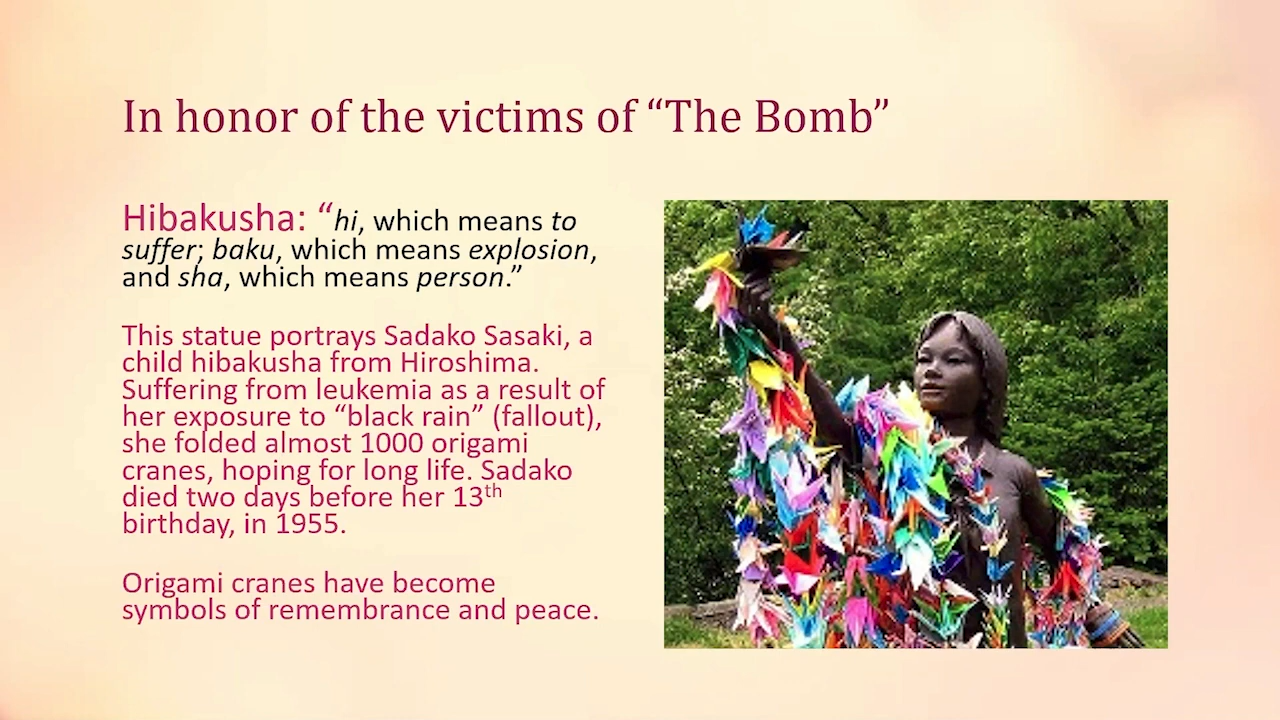 In honor of the victims of “The Bomb”
Hibakusha: “hi, which means to
suffer; baku, which means explosion,
and sha, which means person.”
This statue portrays Sadako Sasaki, a
child hibakusha from Hiroshima.
Suffering from leukemia as a result of
her exposure to “black rain” (fallout),
she folded almost 1000 origami
cranes, hoping for long life. Sadako
died two days before her 13th
birthday, in 1955.
Origami cranes have become
symbols of remembrance and peace.